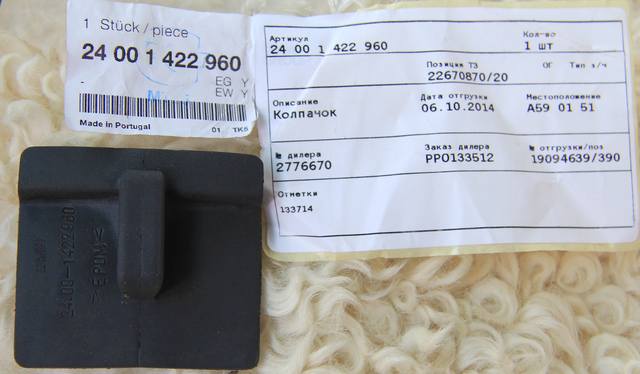 1 Stück / piece
24 00 1 422 960
EG Y
EW Y
Made in Portugal
01 TK5
Артикул
Кол-во
24 00 1 422 960
1 шт
Позиция ТЗ
ОГ
Тип з/ч
22670870/20
Описание
Дата отгрузки
Местоположение
Колпачок
06.10.2014
A59 01 51
№ дилера
Заказ дилера
№ отгрузки/поз
2776670
PPO133512
19094639/390
Отметки
133714
24.00-1422960
>EPDM<